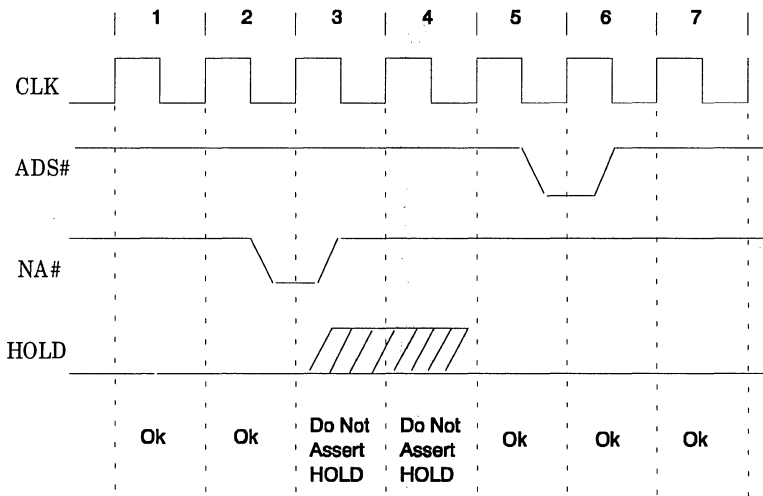 1 2 3 4 5 6 7
CLK
ADS#
NA#
HOLD
Ok Ok Do Not Assert HOLD Do Not Assert HOLD Ok Ok Ok